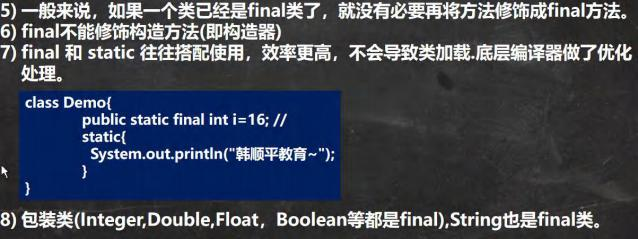 5) 一般来说，如果一个类已经是final类了，就没有必要再将方法修饰成final方法。
6) final不能修饰构造方法(即构造器)
7) final 和 static 往往搭配使用，效率更高，不会导致类加载.底层编译器做了优化
处理。
class Demo{
public static final int i=16; //
static{
System.out.println("韩顺平教育~");
}
}
8) 包装类(Integer,Double,Float，Boolean等都是final),String也是final类。